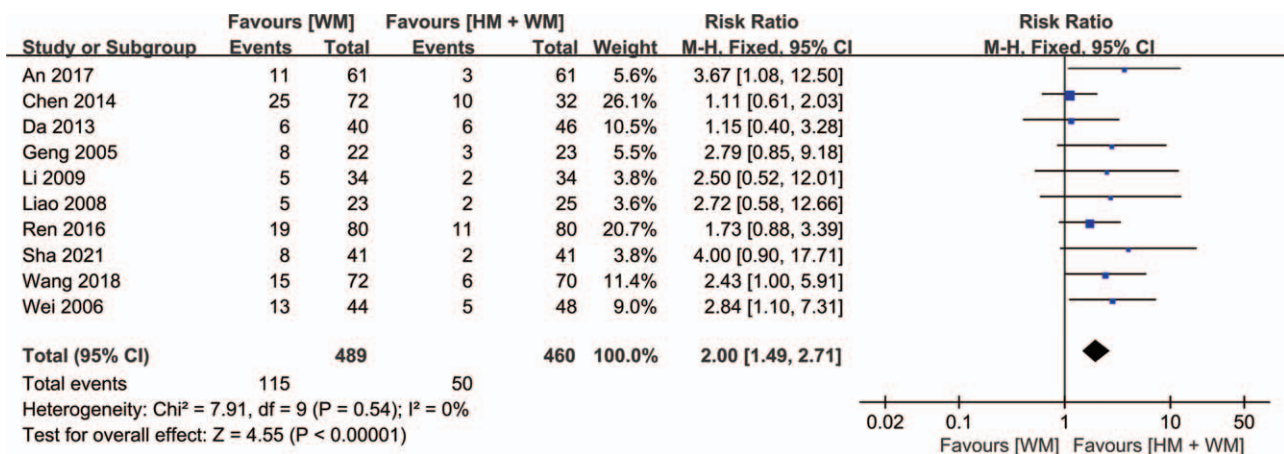 Favours [WM] Favours [HM + WM] Risk Ratio Risk Ratio
Study or Subgroup Events Total Events Total Weight M-H, Fixed, 95% CI M-H, Fixed, 95% CI
An 2017 11 61 3 61 5.6% 3.67 [1.08, 12.50]
Chen 2014 25 72 10 32 26.1% 1.11 [0.61, 2.03]
Da 2013 6 40 6 46 10.5% 1.15 [0.40, 3.28]
Geng 2005 8 22 3 23 5.5% 2.79 [0.85, 9.18]
Li 2009 5 34 2 34 3.8% 2.50 [0.52, 12.01]
Liao 2008 5 23 2 25 3.6% 2.72 [0.58, 12.66]
Ren 2016 19 80 11 80 20.7% 1.73 [0.88, 3.39]
Sha 2021 8 41 2 41 3.8% 4.00 [0.90, 17.71]
Wang 2018 15 72 6 70 11.4% 2.43 [1.00, 5.91]
Wei 2006 13 44 5 48 9.0% 2.84 [1.10, 7.31]
Total (95% CI) 489 460 100.0% 2.00 [1.49, 2.71]
Total events 115 50
Heterogeneity: Chi² = 7.91, df = 9 (P = 0.54); I² = 0%
Test for overall effect: Z = 4.55 (P < 0.00001)
0.02 0.1 1 10 50
Favours [WM] Favours [HM + WM]